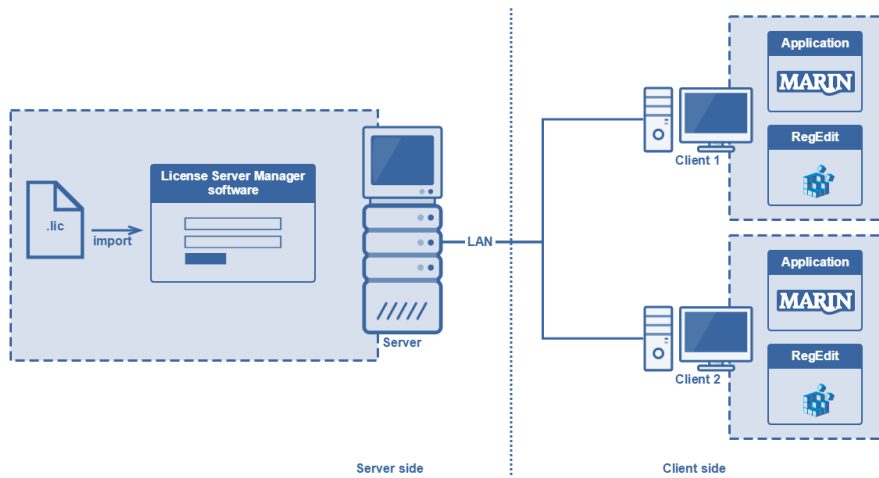 .lic
import
License Server Manager
software
Server
LAN
Server side
Client 1
Application
MARIN
RegEdit
Client 2
Application
MARIN
RegEdit
Client side